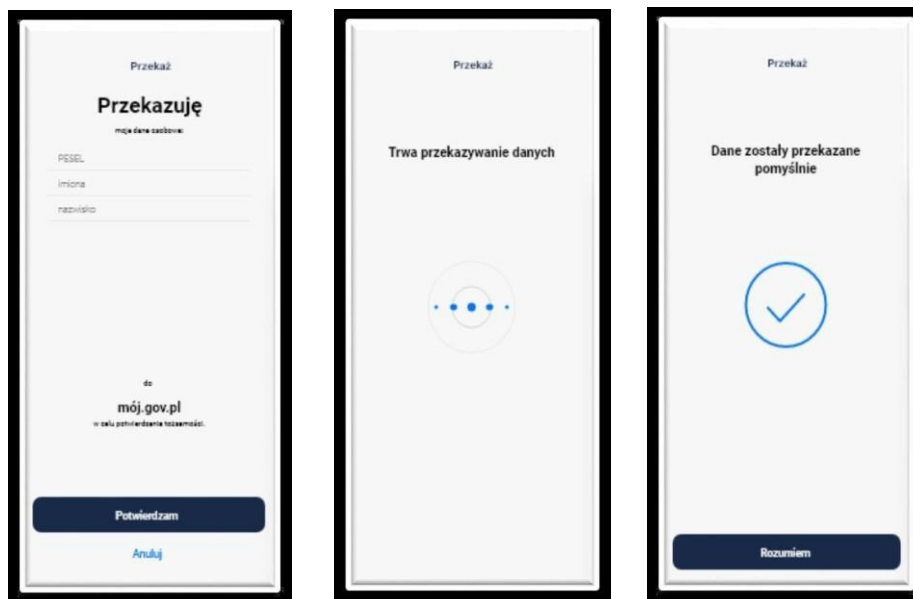 Przekaż
Przekazuję
moje dane osobowe:
PESEL
imiona
nazwisko
do
mój.gov.pl
w celu potwierdzenia tożsamości.
Potwierdzam
Anuluj
Przekaż
Trwa przekazywanie danych
Przekaż
Dane zostały przekazane
pomyślnie
Rozumiem